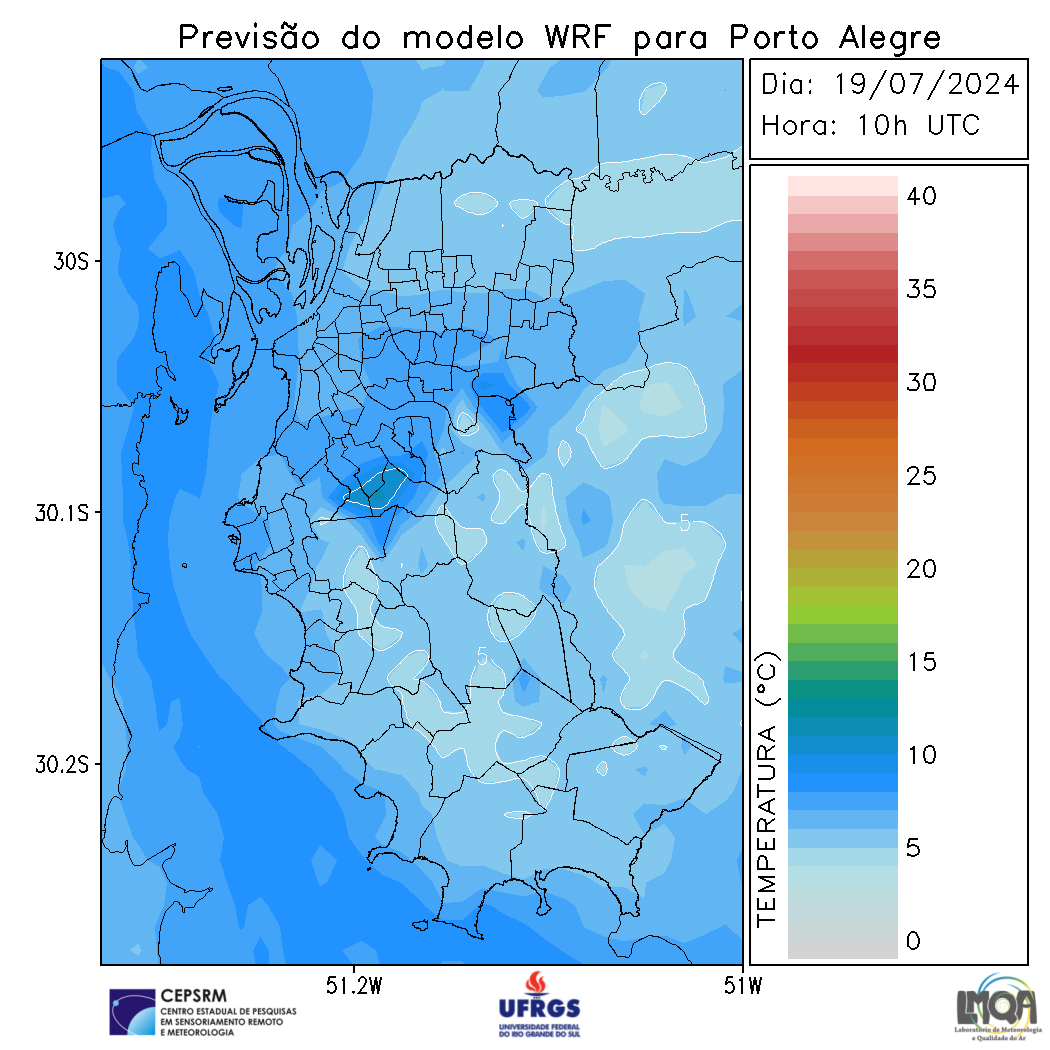 Previsão do modelo WRF para Porto Alegre
Dia: 19/07/2024
Hora: 10h UTC
40
35
30
25
20
15
10
5
0
TEMPERATURA (°C)
30S
30.1S
30.2S
51.2W
51W
5
5
CEPSRM
CENTRO ESTADUAL DE PESQUISAS
EM SENSORIAMENTO REMOTO
E METEOROLOGIA
UFRGS
UNIVERSIDADE FEDERAL
DO RIO GRANDE DO SUL
LMQA
Laboratório de Meteorologia
e Qualidade do Ar